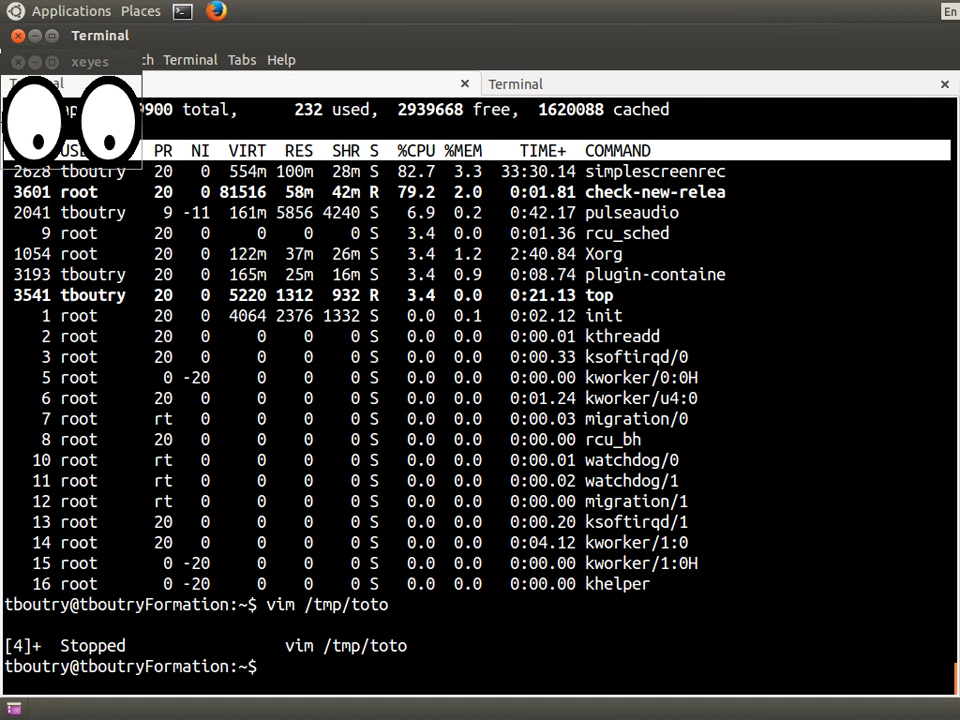 Applications Places En
Terminal
xeyes ch Terminal Tabs Help
Terminal
900 total, 232 used, 2939668 free, 1620088 cached
PR NI VIRT RES SHR S %CPU %MEM TIME+ COMMAND
2628 tboutry 20 0 554m 100m 28m S 82.7 3.3 33:30.14 simplescreenrec
3601 root 20 0 81516 58m 42m R 79.2 2.0 0:01.81 check-new-relea
2041 tboutry 9 -11 161m 5856 4240 S 6.9 0.2 0:42.17 pulseaudio
9 root 20 0 0 0 0 S 3.4 0.0 0:01.36 rcu_sched
1054 root 20 0 122m 37m 26m S 3.4 1.2 2:40.84 Xorg
3193 tboutry 20 0 165m 25m 16m S 3.4 0.9 0:08.74 plugin-containe
3541 tboutry 20 0 5220 1312 932 R 3.4 0.0 0:21.13 top
1 root 20 0 4064 2376 1332 S 0.0 0.1 0:02.12 init
2 root 20 0 0 0 0 S 0.0 0.0 0:00.01 kthreadd
3 root 20 0 0 0 0 S 0.0 0.0 0:00.33 ksoftirqd/0
5 root 0 -20 0 0 0 S 0.0 0.0 0:00.00 kworker/0:0H
6 root 20 0 0 0 0 S 0.0 0.0 0:01.24 kworker/u4:0
7 root rt 0 0 0 0 S 0.0 0.0 0:00.03 migration/0
8 root 20 0 0 0 0 S 0.0 0.0 0:00.00 rcu_bh
10 root rt 0 0 0 0 S 0.0 0.0 0:00.01 watchdog/0
11 root rt 0 0 0 0 S 0.0 0.0 0:00.02 watchdog/1
12 root rt 0 0 0 0 S 0.0 0.0 0:00.00 migration/1
13 root 20 0 0 0 0 S 0.0 0.0 0:00.20 ksoftirqd/1
14 root 20 0 0 0 0 S 0.0 0.0 0:04.12 kworker/1:0
15 root 0 -20 0 0 0 S 0.0 0.0 0:00.00 kworker/1:0H
16 root 0 -20 0 0 0 S 0.0 0.0 0:00.00 khelper
tboutry@tboutryFormation:~$ vim /tmp/toto
[4]+ Stopped vim /tmp/toto
tboutry@tboutryFormation:~$